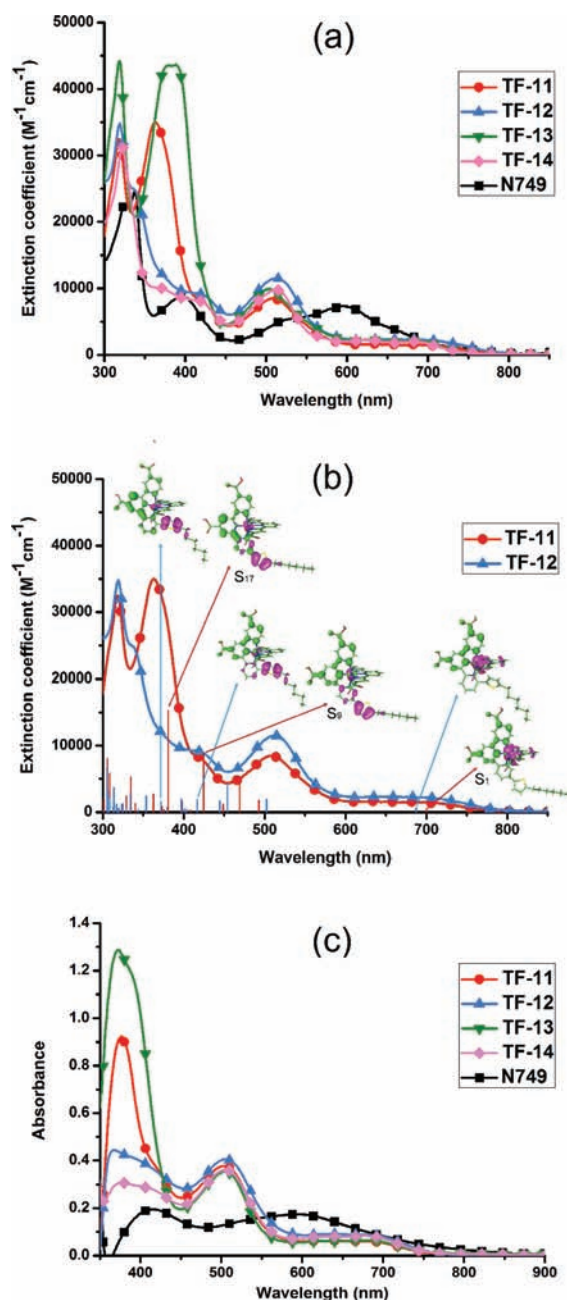 (a)
50000
40000
30000
20000
10000
0
Extinction coefficient (M⁻¹cm⁻¹)
TF-11
TF-12
TF-13
TF-14
N749
300 400 500 600 700 800
Wavelength (nm)
(b)
50000
40000
30000
20000
10000
0
Extinction coefficient (M⁻¹cm⁻¹)
TF-11
TF-12
S₁₇
S₉
S₁
300 400 500 600 700 800
Wavelength (nm)
(c)
1.4
1.2
1.0
0.8
0.6
0.4
0.2
0.0
Absorbance
TF-11
TF-12
TF-13
TF-14
N749
400 500 600 700 800 900
Wavelength (nm)